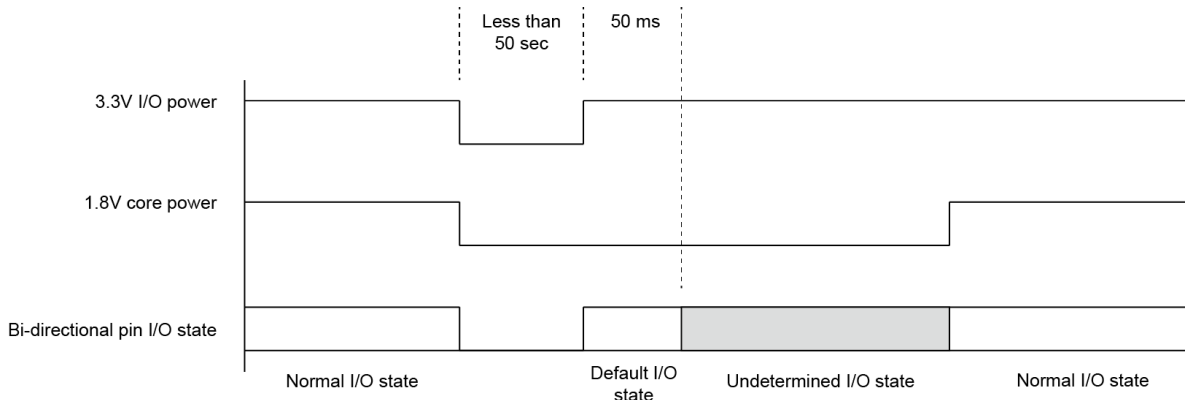 Less than
50 sec
50 ms
3.3V I/O power
1.8V core power
Bi-directional pin I/O state
Normal I/O state
Default I/O
state
Undetermined I/O state
Normal I/O state